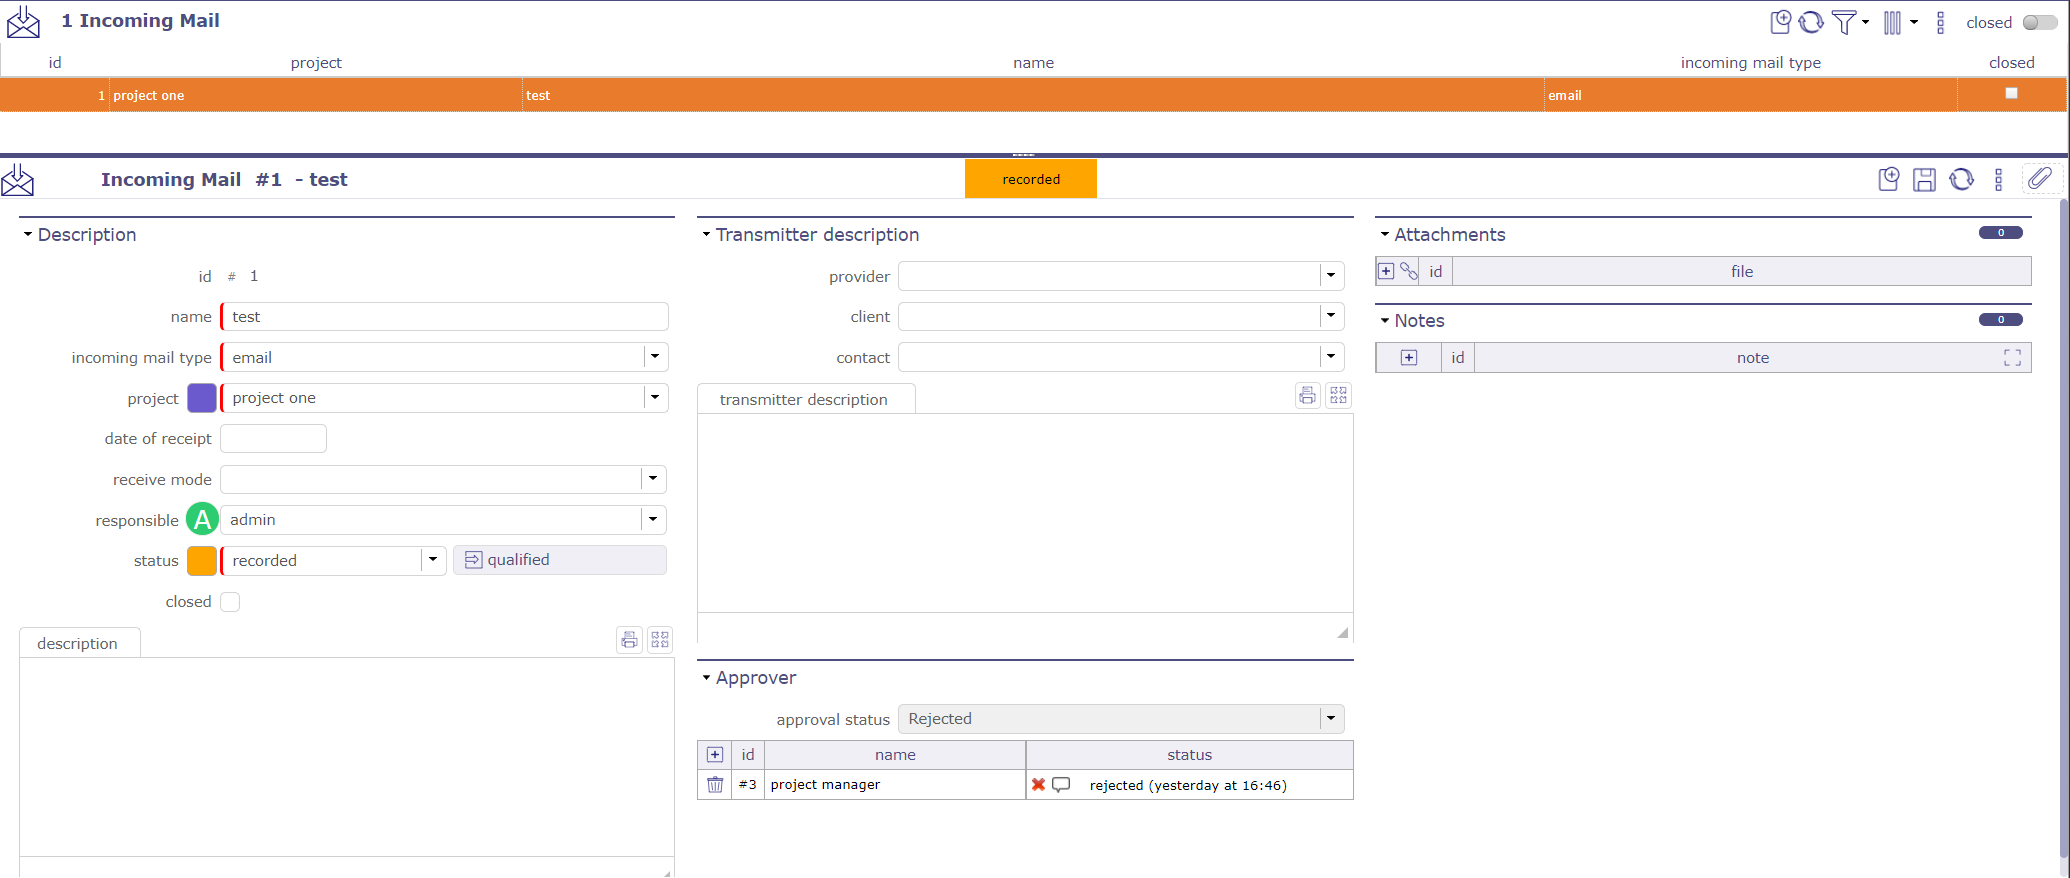 1 Incoming Mail
closed
id project name incoming mail type closed
1 project one test email
Incoming Mail #1 - test
recorded
Description
id # 1
name test
incoming mail type email
project project one
date of receipt
receive mode
responsible A admin
status recorded qualified
closed
description
Transmitter description
provider
client
contact
transmitter description
Approver
approval status Rejected
id name status
#3 project manager rejected (yesterday at 16:46)
Attachments 0
id file
Notes 0
id note